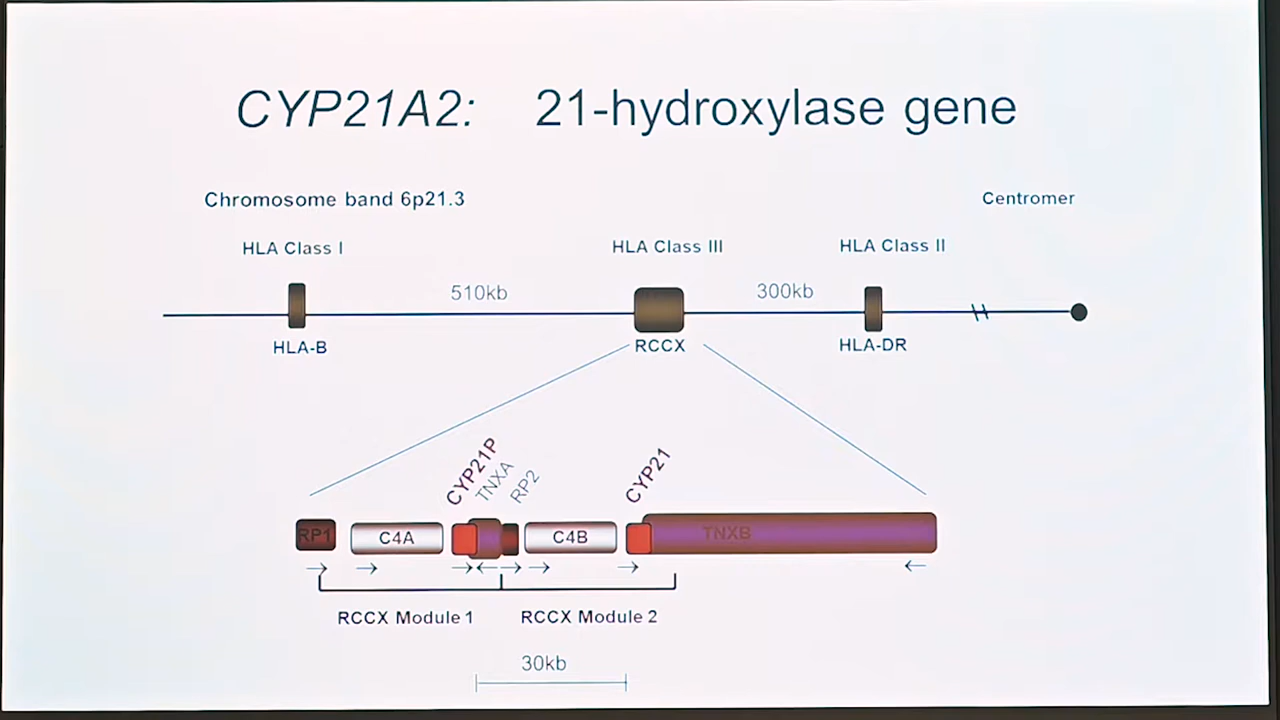 CYP21A2: 21-hydroxylase gene
Chromosome band 6p21.3
Centromer
HLA Class I
HLA Class III
HLA Class II
510kb
300kb
HLA-B
RCCX
HLA-DR
CYP21P
TNXA
RP2
CYP21
RP1
C4A
C4B
TNXB
RCCX Module 1
RCCX Module 2
30kb